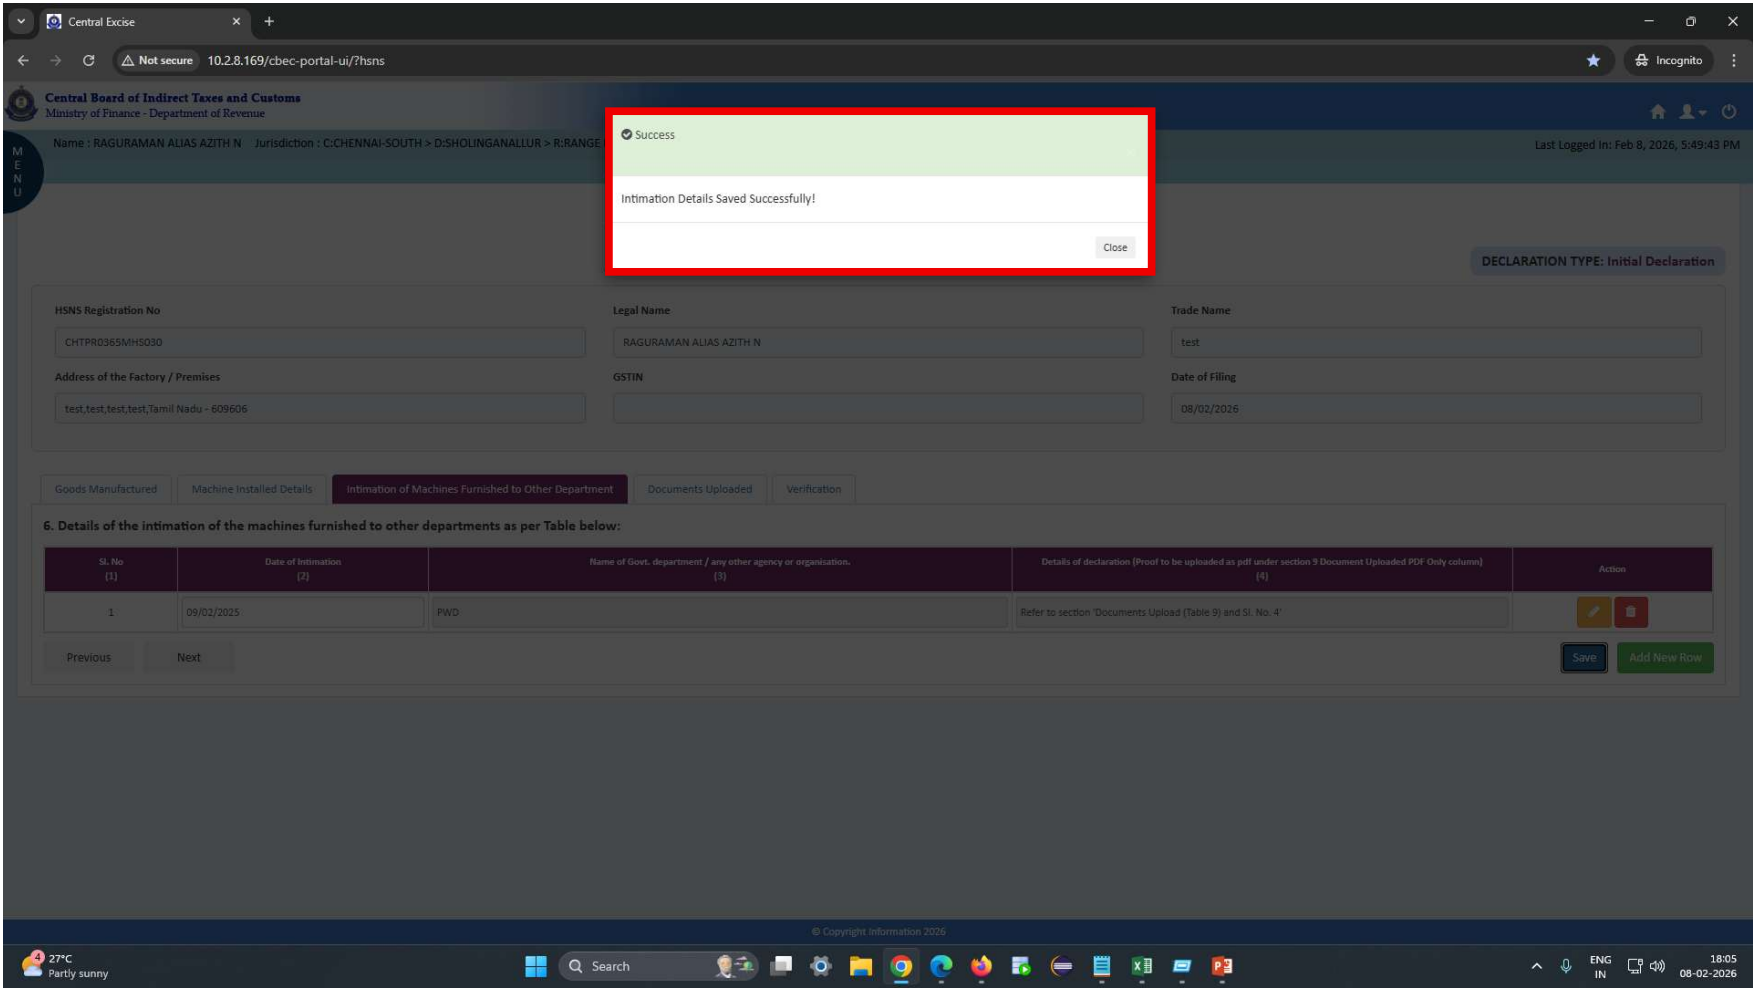 Central Excise
Not secure 10.2.8.169/cbec-portal-ui/?hsns
Incognito
Central Board of Indirect Taxes and Customs
Ministry of Finance - Department of Revenue
MENU
Name : RAGURAMAN ALIAS AZITH N Jurisdiction : C:CHENNAI-SOUTH > D:SHOLINGANALLUR > R:RANGE
Last Logged In: Feb 8, 2026, 5:49:43 PM
Success
Intimation Details Saved Successfully!
Close
DECLARATION TYPE: Initial Declaration
HSNS Registration No
Legal Name
Trade Name
CHTPR0365MHS030
RAGURAMAN ALIAS AZITH N
test
Address of the Factory / Premises
GSTIN
Date of Filing
test,test,test,test,Tamil Nadu - 609606
08/02/2026
Goods Manufactured
Machine Installed Details
Intimation of Machines Furnished to Other Department
Documents Uploaded
Verification
6. Details of the intimation of the machines furnished to other departments as per Table below:
Sl. No
(1)
Date of Intimation
(2)
Name of Govt. department / any other agency or organisation.
(3)
Details of declaration (Proof to be uploaded as pdf under section 9 Document Uploaded PDF Only column)
(4)
Action
1
09/02/2025
PWD
Refer to section 'Documents Upload (Table 9) and Sl. No. 4'
Previous
Next
Save
Add New Row
© Copyright Information 2026
4
27°C
Partly sunny
Search
ENG
IN
18:05
08-02-2026